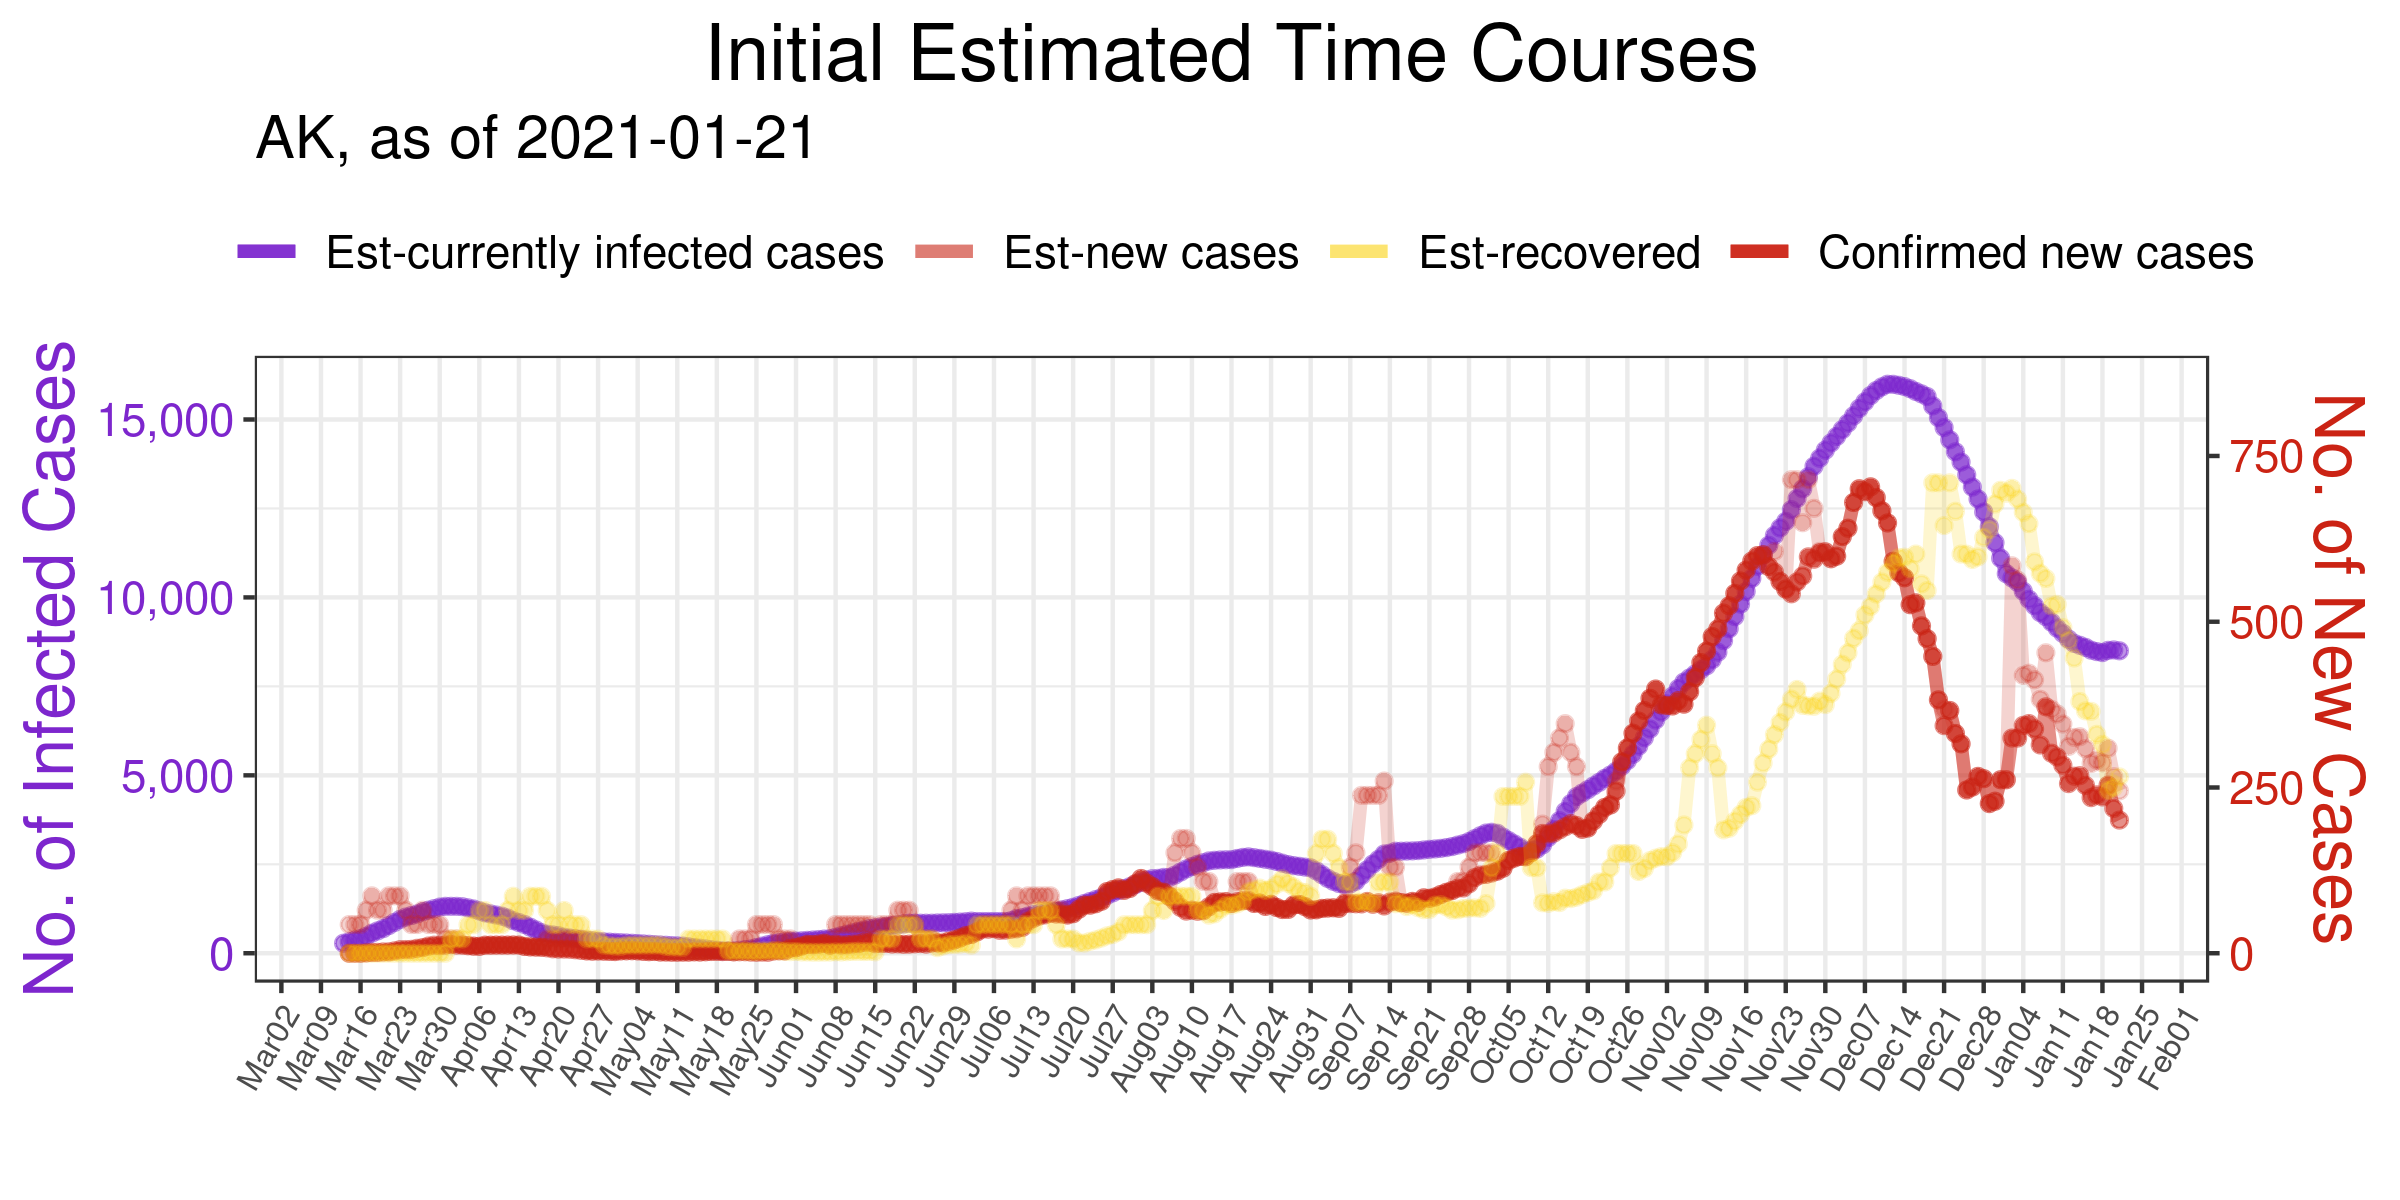 Initial Estimated Time Courses
AK, as of 2021-01-21
Est-currently infected cases Est-new cases Est-recovered Confirmed new cases
No. of Infected Cases
15,000
10,000
5,000
0
No. of New Cases
750
500
250
0
Mar02 Mar09 Mar16 Mar23 Mar30 Apr06 Apr13 Apr20 Apr27 May04 May11 May18 May25 Jun01 Jun08 Jun15 Jun22 Jun29 Jul06 Jul13 Jul20 Jul27 Aug03 Aug10 Aug17 Aug24 Aug31 Sep07 Sep14 Sep21 Sep28 Oct05 Oct12 Oct19 Oct26 Nov02 Nov09 Nov16 Nov23 Nov30 Dec07 Dec14 Dec21 Dec28 Jan04 Jan11 Jan18 Jan25 Feb01